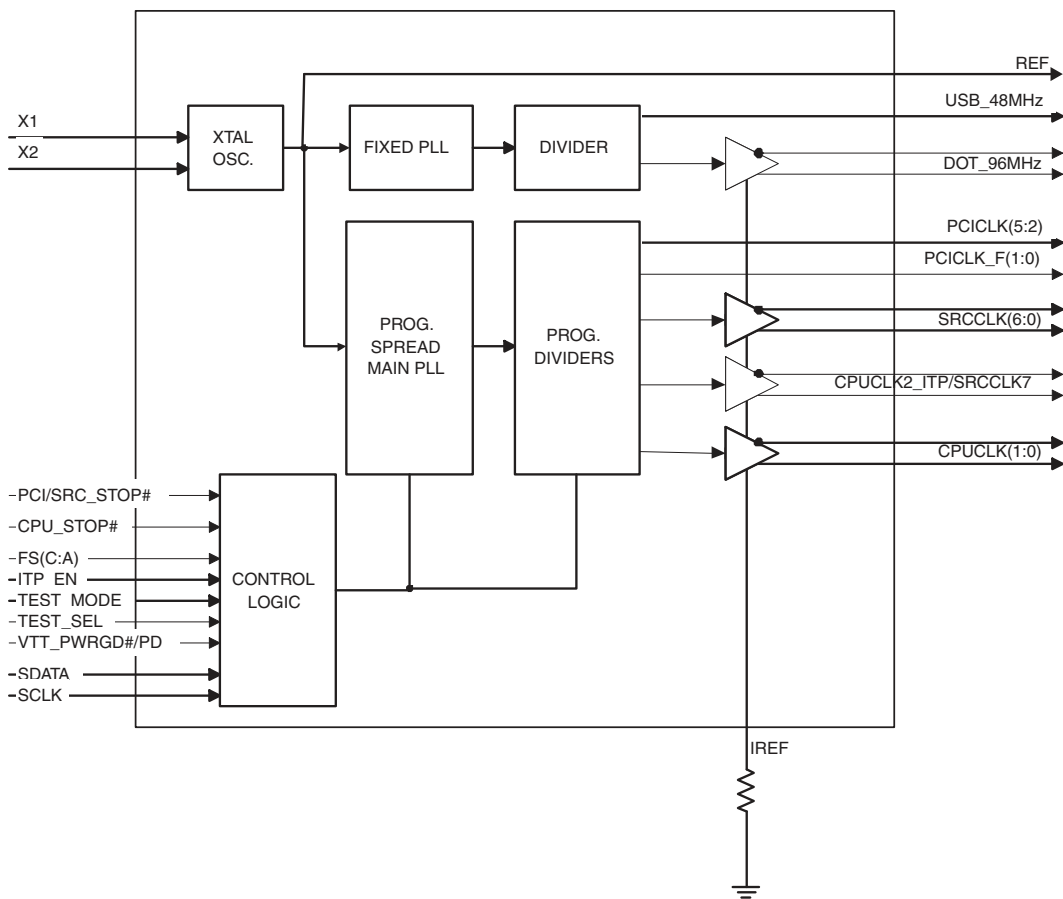 REF
USB_48MHz
X1
X2
XTAL
OSC.
FIXED PLL
DIVIDER
DOT_96MHz
PCICLK(5:2)
PCICLK_F(1:0)
PROG.
SPREAD
MAIN PLL
PROG.
DIVIDERS
SRCCLK(6:0)
CPUCLK2_ITP/SRCCLK7
CPUCLK(1:0)
PCI/SRC_STOP#
CPU_STOP#
FS(C:A)
ITP_EN
TEST_MODE
TEST_SEL
VTT_PWRGD#/PD
SDATA
SCLK
CONTROL
LOGIC
IREF